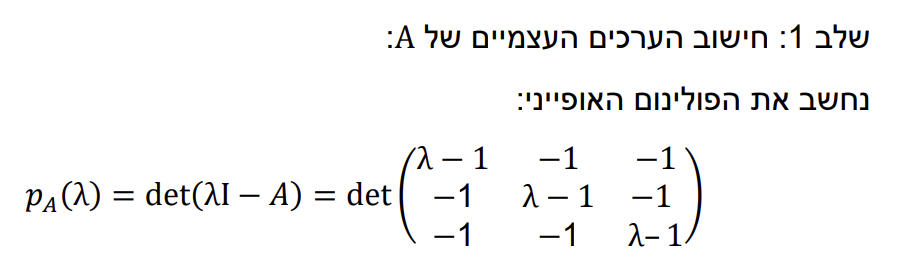 שלב 1: חישוב הערכים העצמיים של A:
נחשב את הפולינום האופייני:
λ − 1 −1 −1
p_A(λ) = det(λI − A) = det( −1 λ − 1 −1 )
−1 −1 λ− 1